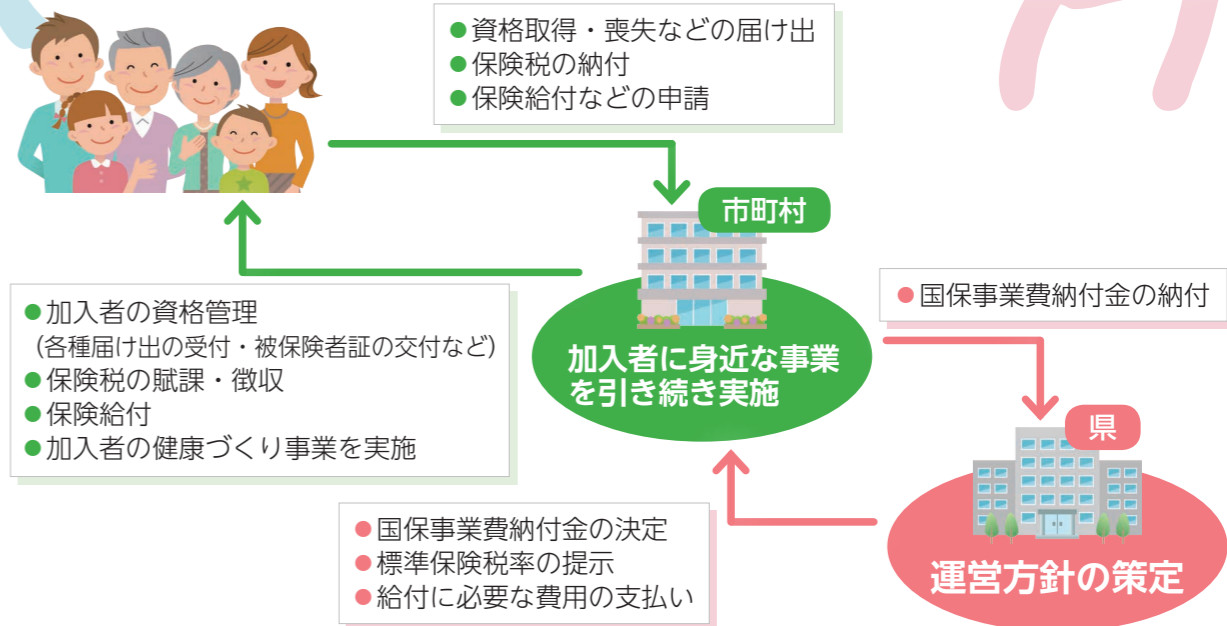 ●資格取得・喪失などの届け出
●保険税の納付
●保険給付などの申請
市町村
加入者に身近な事業
を引き続き実施
●加入者の資格管理
（各種届け出の受付・被保険者証の交付など）
●保険税の賦課・徴収
●保険給付
●加入者の健康づくり事業を実施
●国保事業費納付金の納付
県
運営方針の策定
●国保事業費納付金の決定
●標準保険税率の提示
●給付に必要な費用の支払い